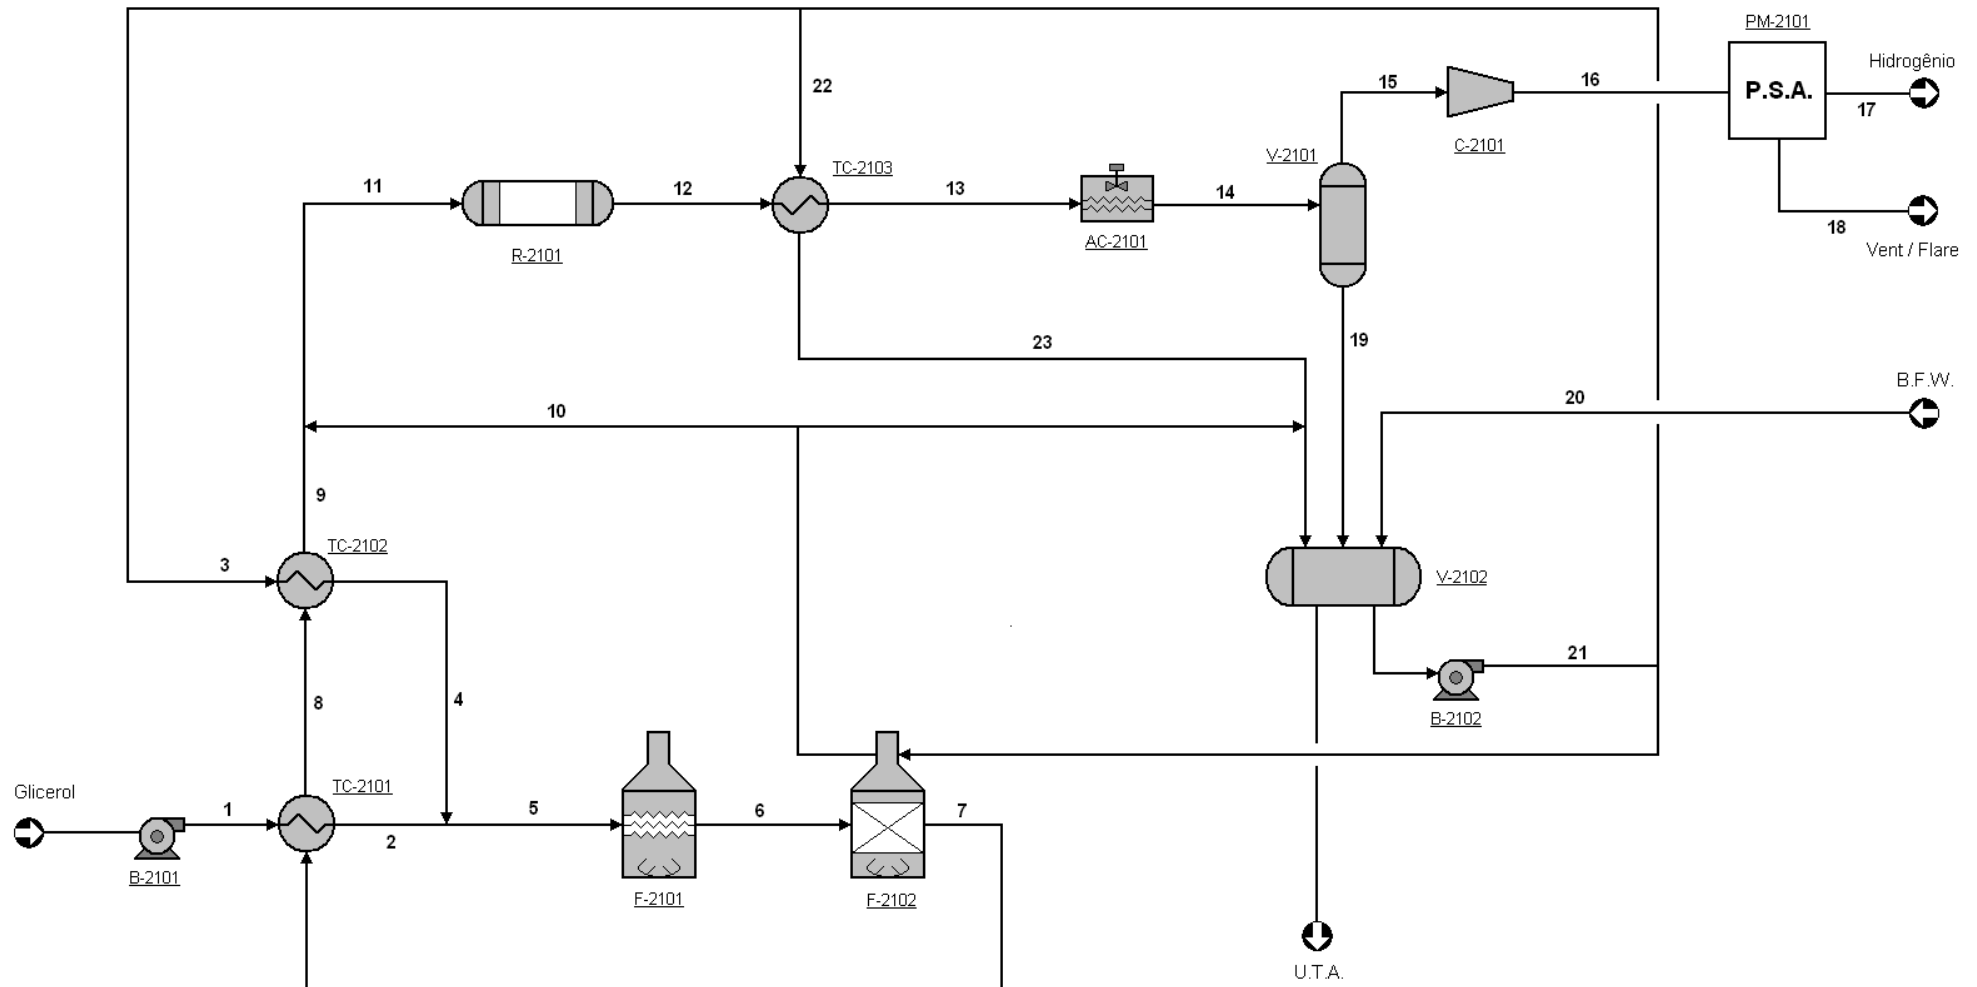 PM-2101
Hidrogênio
P.S.A.
15
16
17
22
C-2101
V-2101
TC-2103
11
12
13
14
18
AC-2101
Vent / Flare
R-2101
23
19
B.F.W.
20
10
9
TC-2102
3
V-2102
21
8
4
B-2102
Glicerol
TC-2101
1
5
6
7
2
B-2101
F-2101
F-2102
U.T.A.